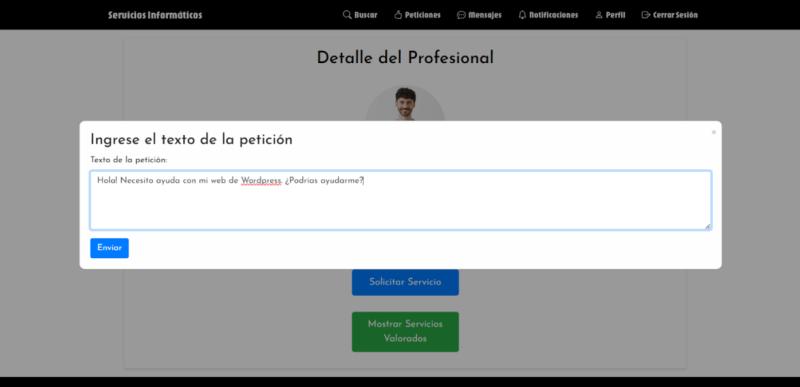 Servicios Informáticos
Buscar
Peticiones
Mensajes
Notificaciones
Perfil
Cerrar Sesión
Detalle del Profesional
Ingrese el texto de la petición
×
Texto de la petición:
Hola! Necesito ayuda con mi web de Wordpress. ¿Podrias ayudarme?
Enviar
Solicitar Servicio
Mostrar Servicios
Valorados